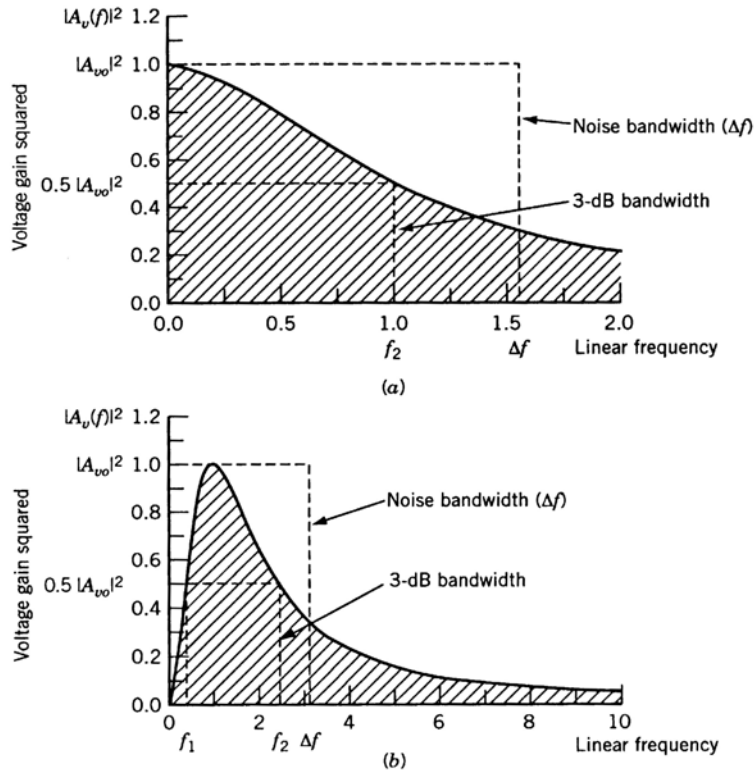 |A_v(f)|² 1.2
|A_vo|² 1.0
0.8
0.6
0.5 |A_vo|²
0.4
0.2
0.0
Voltage gain squared
Noise bandwidth (Δf)
3-dB bandwidth
0.0 0.5 1.0 1.5 2.0
f₂ Δf Linear frequency
(a)
|A_v(f)|² 1.2
|A_vo|² 1.0
0.8
0.6
0.5 |A_vo|²
0.4
0.2
0.0
Voltage gain squared
Noise bandwidth (Δf)
3-dB bandwidth
0 2 4 6 8 10
f₁ f₂ Δf Linear frequency
(b)